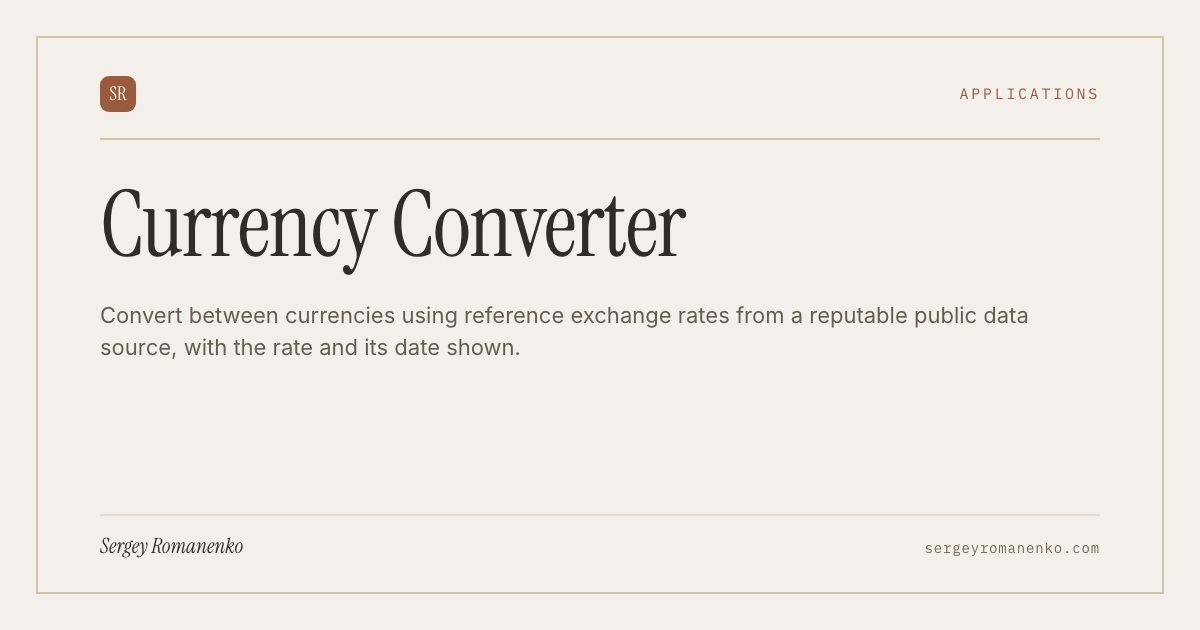 SR
APPLICATIONS
Currency Converter
Convert between currencies using reference exchange rates from a reputable public data
source, with the rate and its date shown.
Sergey Romanenko
sergeyromanenko.com